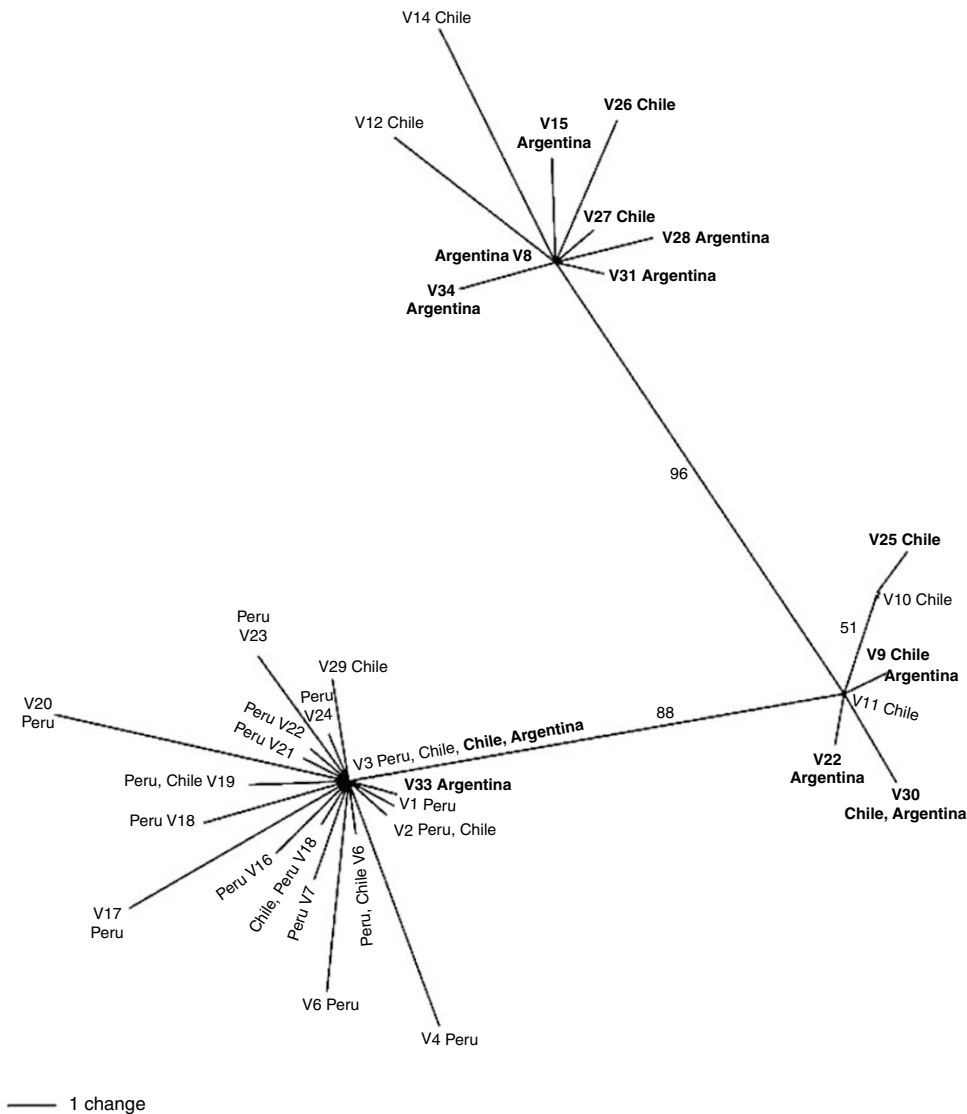 V14 Chile
V26 Chile
V12 Chile
V15
Argentina
V27 Chile
V28 Argentina
Argentina V8
V31 Argentina
V34
Argentina
96
V25 Chile
V10 Chile
51
V9 Chile
Argentina
V11 Chile
88
V22
Argentina
V30
Chile, Argentina
Peru
V23
V29 Chile
Peru
V24
V20
Peru
Peru V22
Peru V21
V3 Peru, Chile, Chile, Argentina
Peru, Chile V19
V33 Argentina
V1 Peru
Peru V18
V2 Peru, Chile
Peru V16
Chile, Peru V18
Peru V7
Peru, Chile V6
V17
Peru
V6 Peru
V4 Peru
1 change